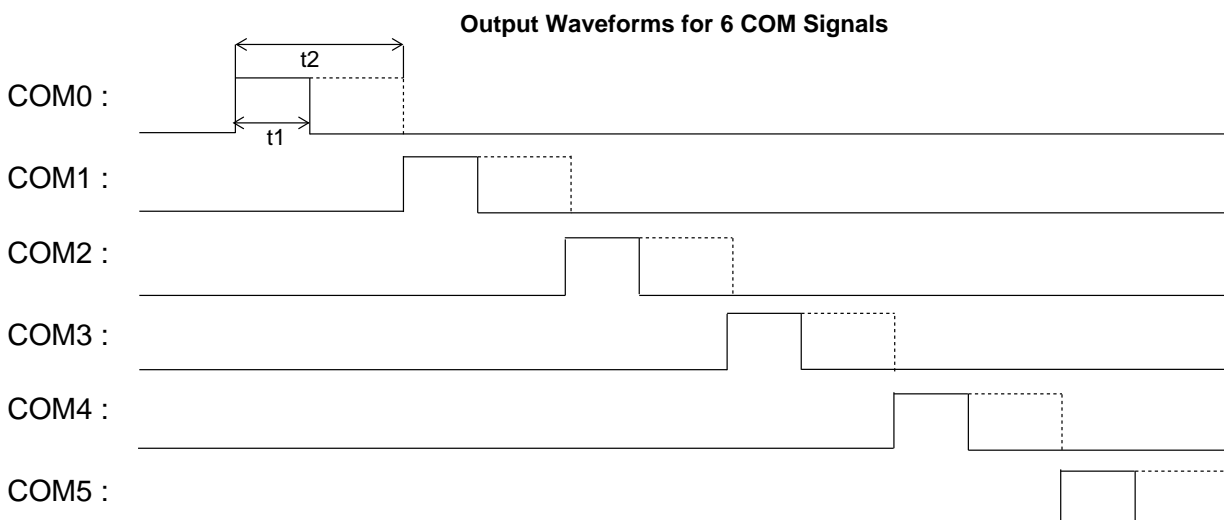 Output Waveforms for 6 COM Signals
t2
COM0 :
t1
COM1 :
COM2 :
COM3 :
COM4 :
COM5 :